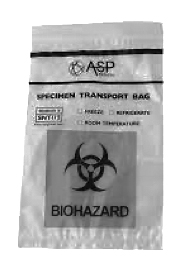 ASP
SPECIMEN TRANSPORT BAG
FREEZE REFRIGERATE
ROOM TEMPERATURE
BIOHAZARD